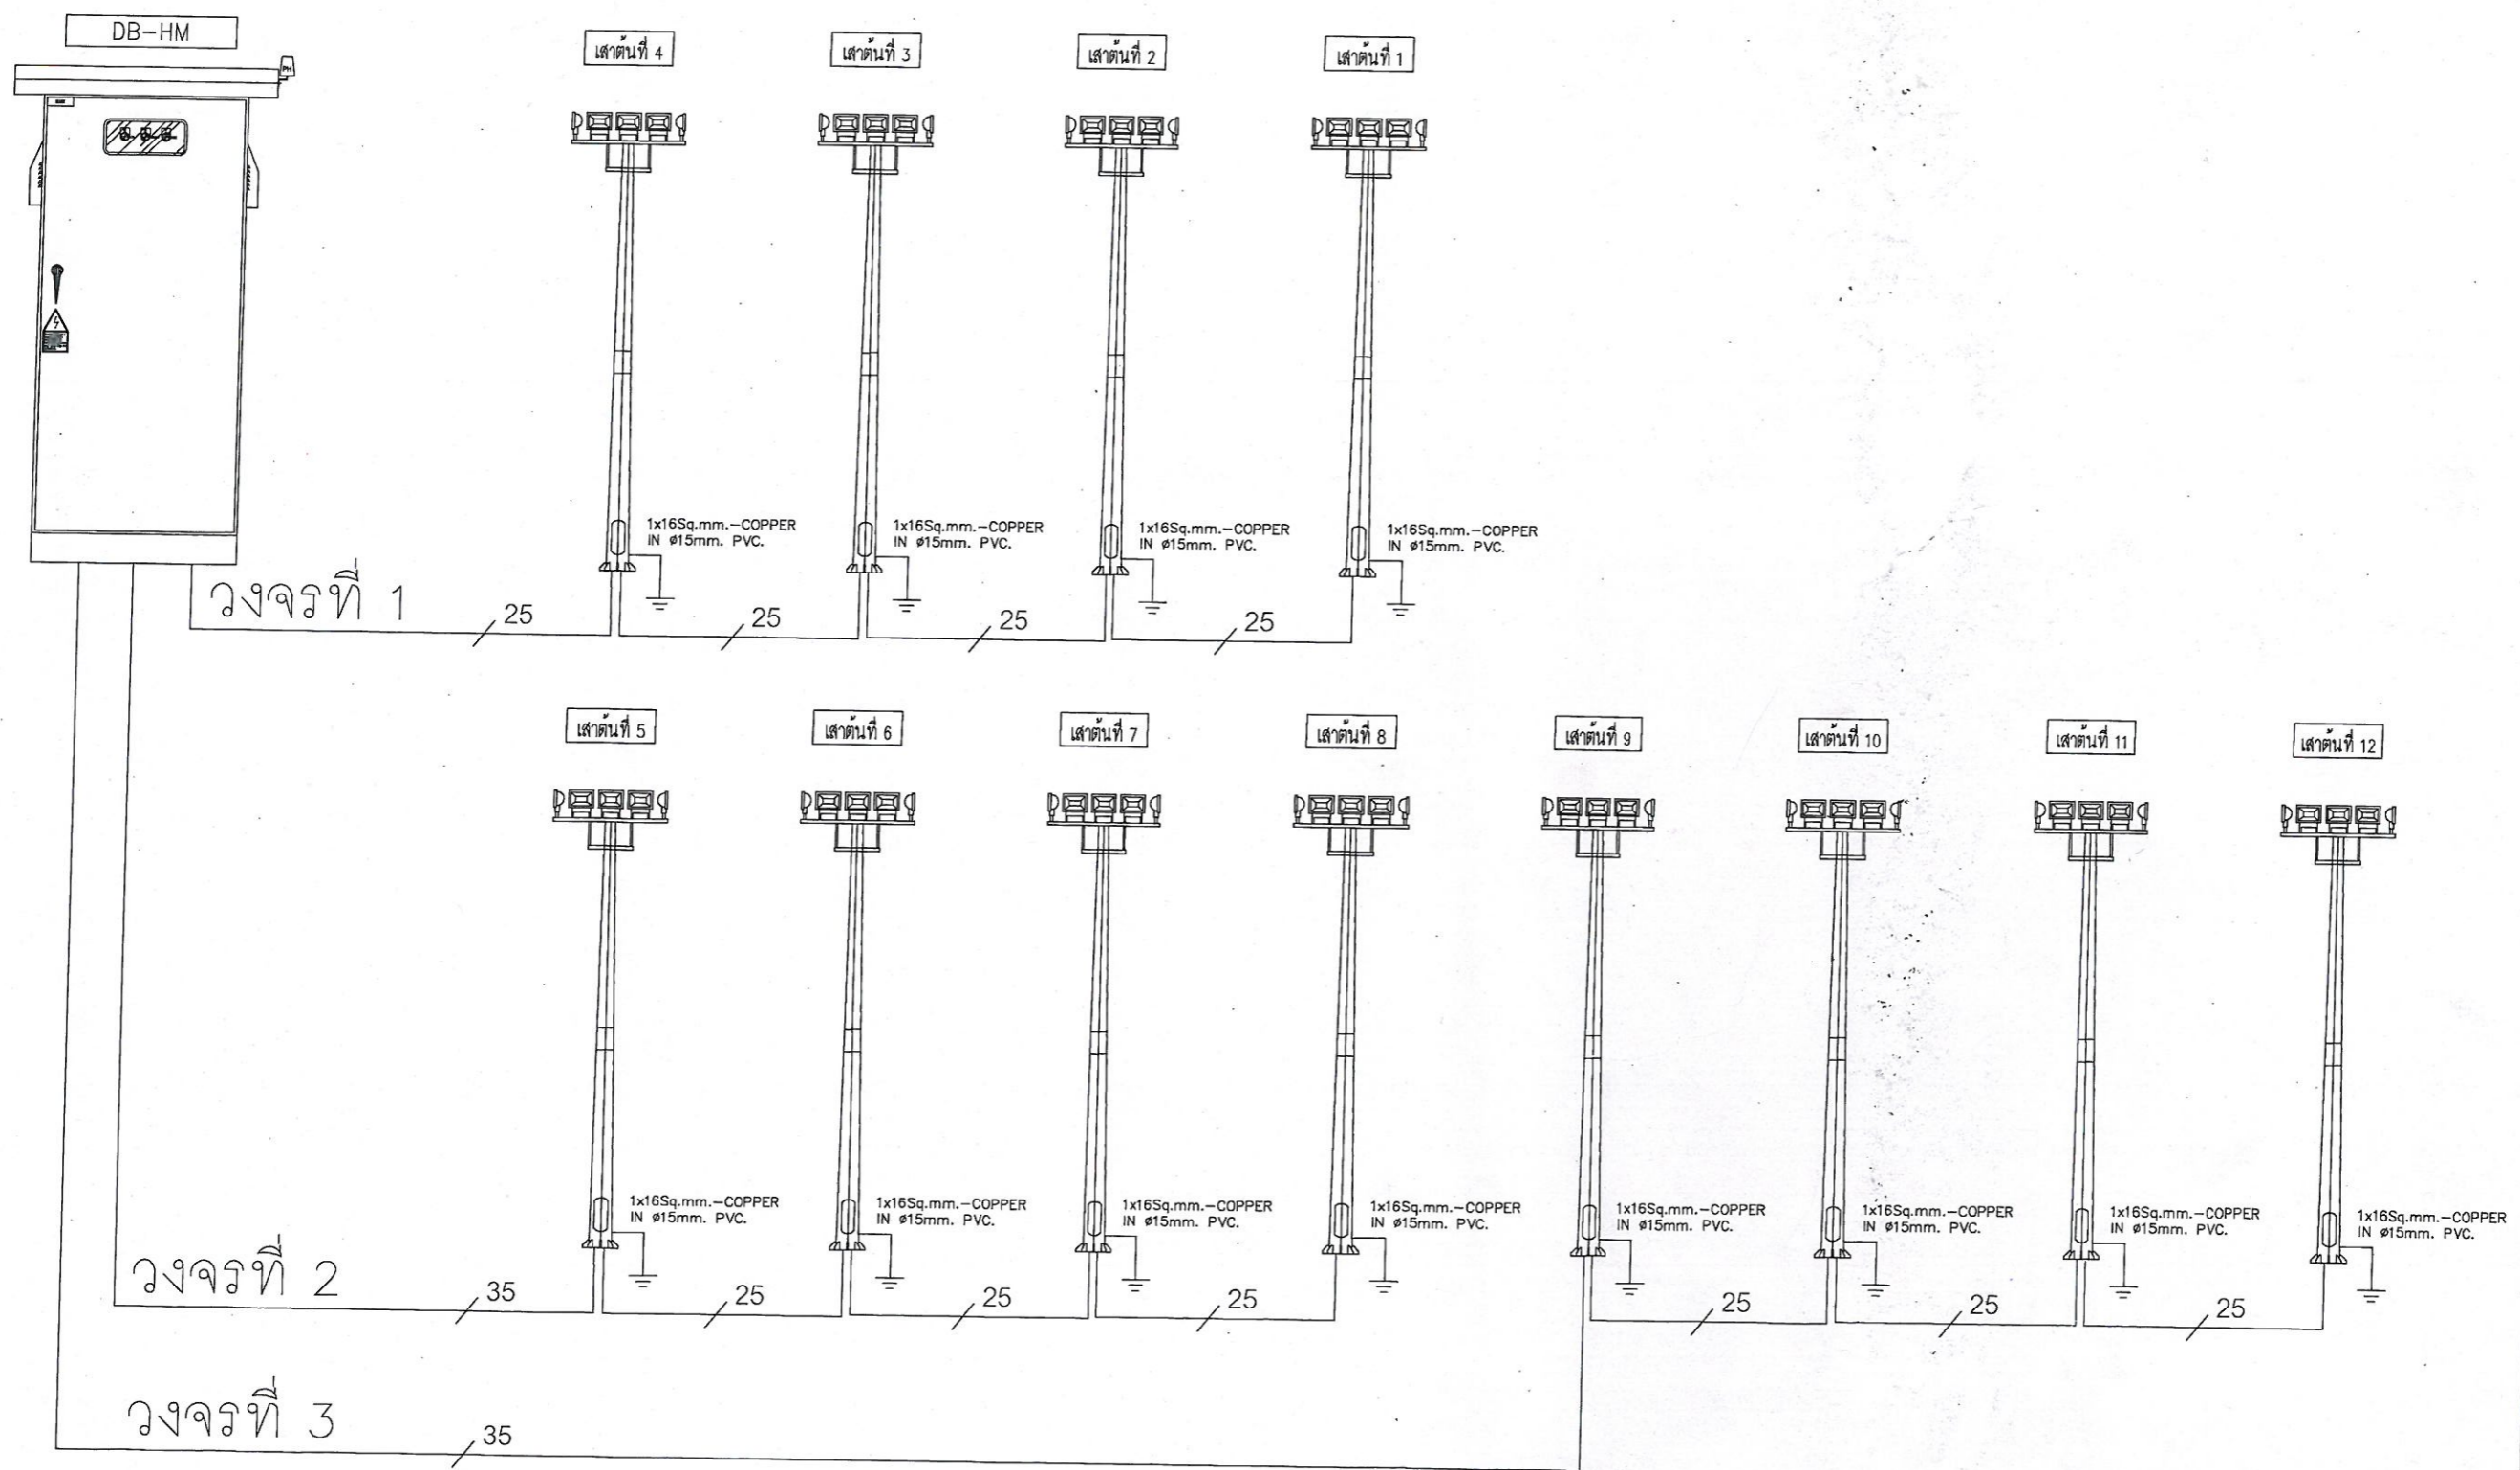 DB-HM
PH
เสาต้นที่ 4
เสาต้นที่ 3
เสาต้นที่ 2
เสาต้นที่ 1
1x16Sq.mm.-COPPER
IN ø15mm. PVC.
1x16Sq.mm.-COPPER
IN ø15mm. PVC.
1x16Sq.mm.-COPPER
IN ø15mm. PVC.
1x16Sq.mm.-COPPER
IN ø15mm. PVC.
วงจรที่ 1
25
25
25
25
เสาต้นที่ 5
เสาต้นที่ 6
เสาต้นที่ 7
เสาต้นที่ 8
เสาต้นที่ 9
เสาต้นที่ 10
เสาต้นที่ 11
เสาต้นที่ 12
1x16Sq.mm.-COPPER
IN ø15mm. PVC.
1x16Sq.mm.-COPPER
IN ø15mm. PVC.
1x16Sq.mm.-COPPER
IN ø15mm. PVC.
1x16Sq.mm.-COPPER
IN ø15mm. PVC.
1x16Sq.mm.-COPPER
IN ø15mm. PVC.
1x16Sq.mm.-COPPER
IN ø15mm. PVC.
1x16Sq.mm.-COPPER
IN ø15mm. PVC.
1x16Sq.mm.-COPPER
IN ø15mm. PVC.
วงจรที่ 2
35
25
25
25
25
25
25
วงจรที่ 3
35